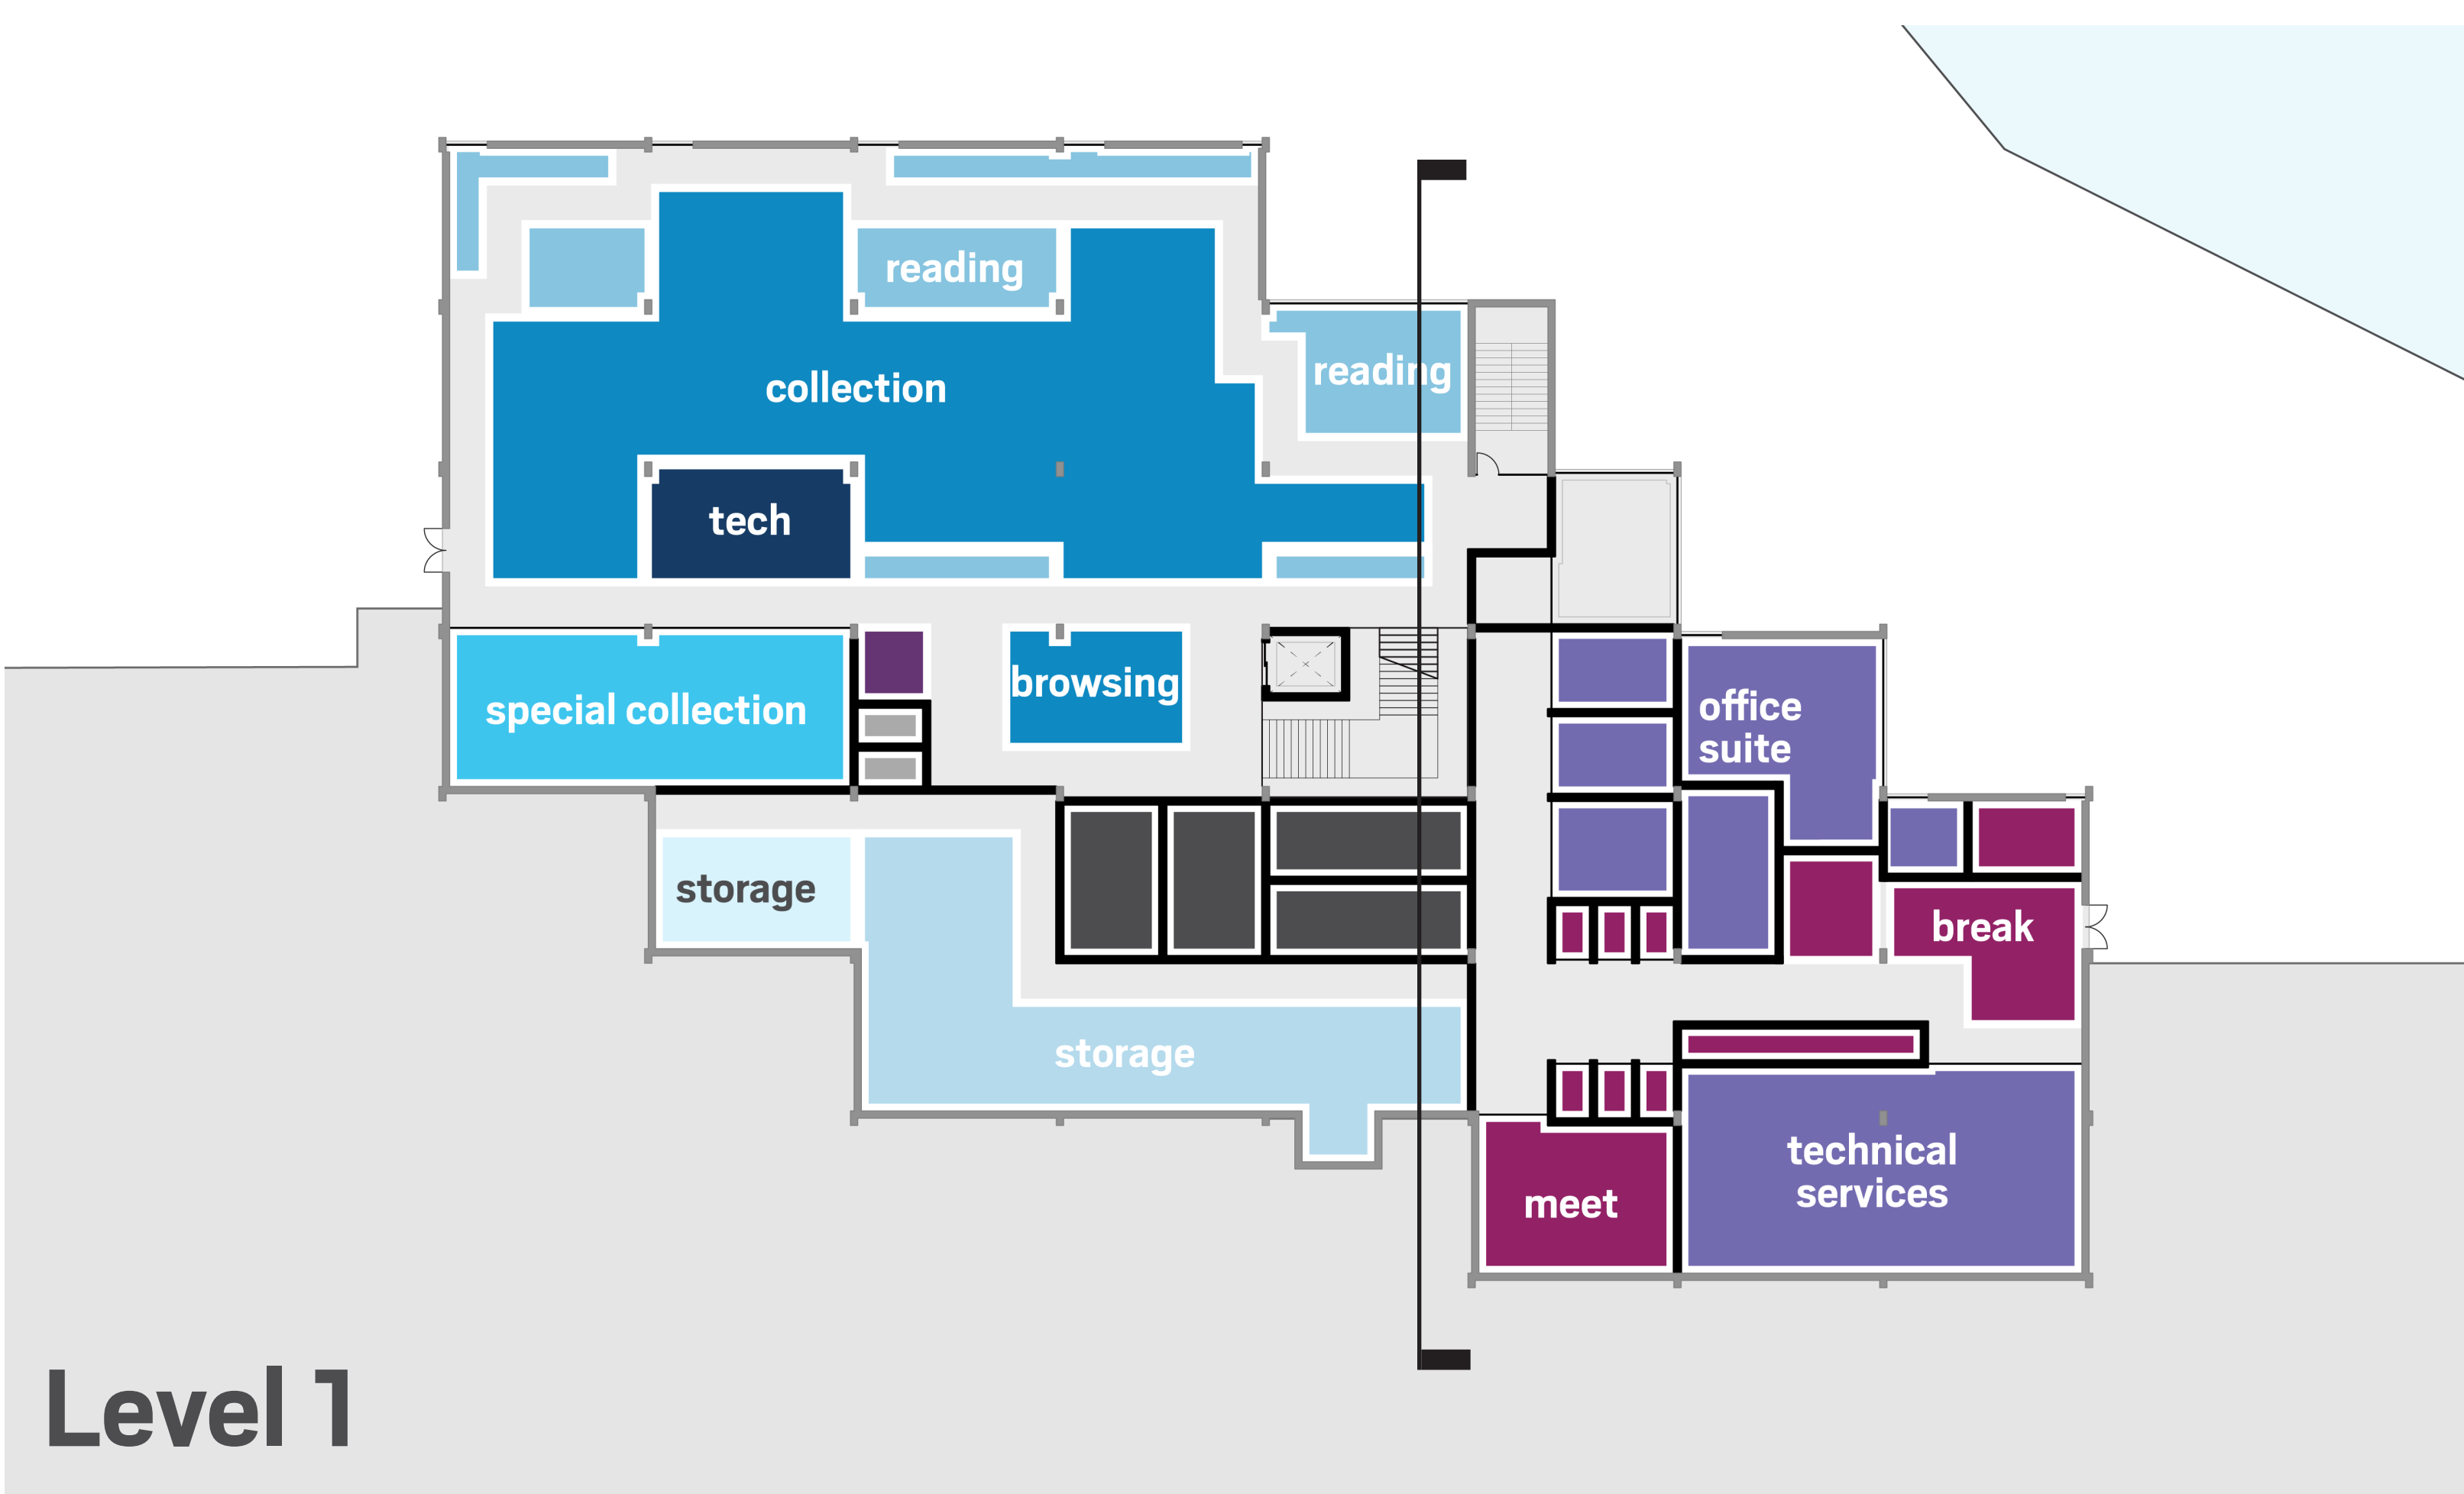 reading
reading
collection
tech
browsing
special collection
office
suite
storage
break
storage
technical
services
meet
Level 1